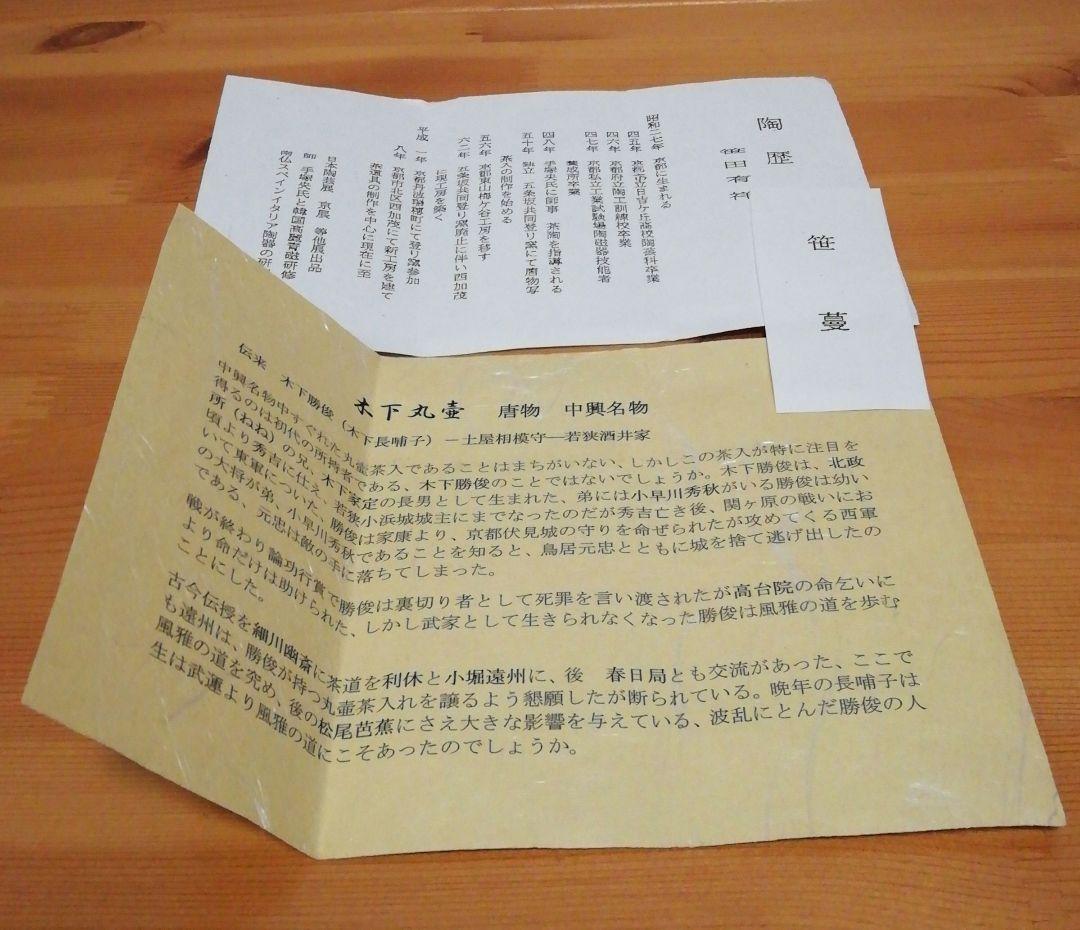 陶歴
笹田有祥
昭和二七年 京都に生まれる
四五年 京都市立日吉ケ丘高校陶芸科卒業
四六年 京都府立陶工訓練校卒業
四七年 京都私立工業試験場陶磁器技能者
養成所卒業
四八年 手塚央氏に師事 茶陶を指導される
五十年 独立 五条坂共同登り窯にて唐物写
茶入の制作を始める
五六年 京都東山梅ケ谷工房を移す
六二年 五条坂共同登り窯廃止に伴い西加茂
に現工房を築く
平成 一年 京都丹波瑞穂町にて登り窯参加
八年 京都市北区西加茂にて新工房を建て
茶道具の制作を中心に現在に至
日本陶芸展 京展 等他展出品
師 手塚央氏と韓国高麗青磁研修
南仏スペインイタリア陶器の研
笹蔓
木下丸壷 唐物 中興名物
伝来 木下勝俊(木下長哺子)−土屋相模守−若狭酒井家
中興名物中すぐれた丸壷茶入であることはまちがいない、しかしこの茶入が特に注目を
得るのは初代の所持者である、木下勝俊のことではないでしょうか。木下勝俊は、北政
所(ねね)の兄、木下家定の長男として生まれた、弟には小早川秀秋がいる勝俊は幼い
頃より秀吉に仕え、若狭小浜城城主にまでなったのだが秀吉亡き後、関ヶ原の戦いにお
いて東軍についた、勝俊は家康より、京都伏見城の守りを命ぜられたが攻めてくる西軍
の大将が弟、小早川秀秋であることを知ると、鳥居元忠とともに城を捨て逃げ出したの
である、元忠は敵の手に落ちてしまった。
戦が終わり論功行賞で勝俊は裏切り者として死罪を言い渡されたが高台院の命乞いに
より命だけは助けられた、しかし武家として生きられなくなった勝俊は風雅の道を歩む
ことにした。
古今伝授を細川幽斎に茶道を利休と小堀遠州に、後 春日局とも交流があった、ここで
も遠州は、勝俊が持つ丸壷茶入れを譲るよう懇願したが断られている。晩年の長哺子は
風雅の道を究め、後の松尾芭蕉にさえ大きな影響を与えている、波乱にとんだ勝俊の人
生は武運より風雅の道にこそあったのでしょうか。